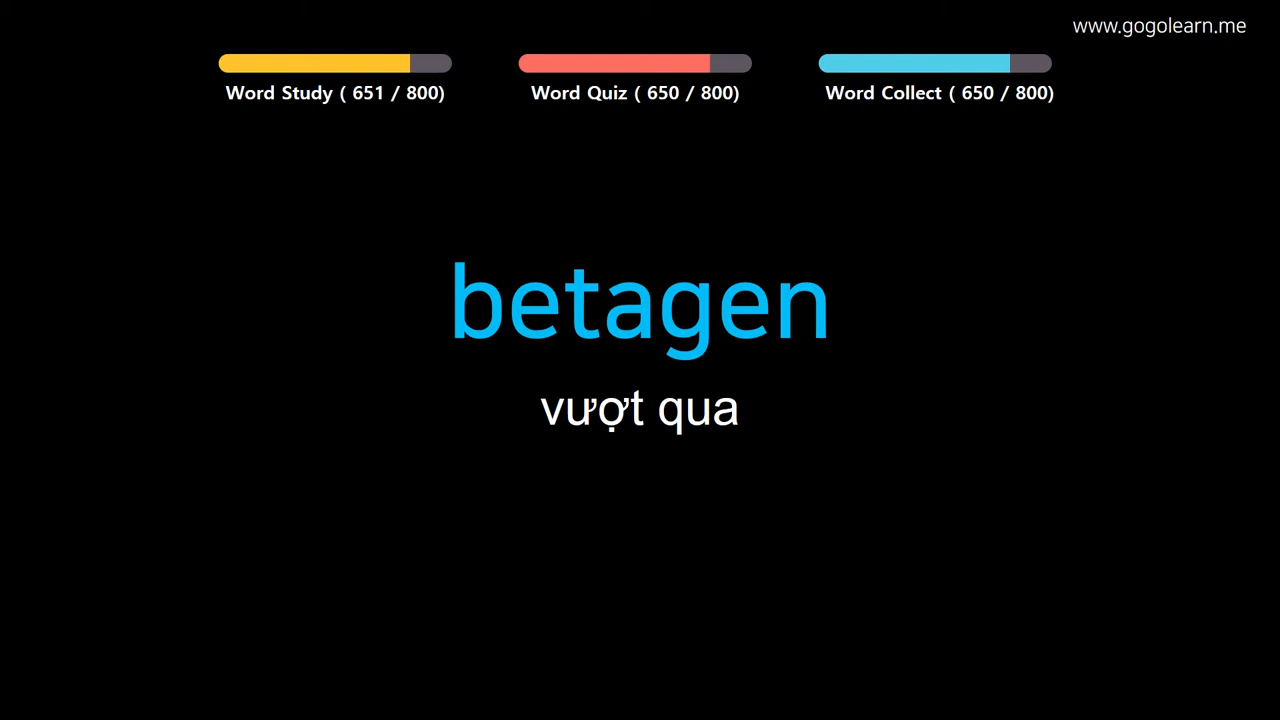 www.gogolearn.me
Word Study ( 651 / 800)
Word Quiz ( 650 / 800)
Word Collect ( 650 / 800)
betagen
vượt qua